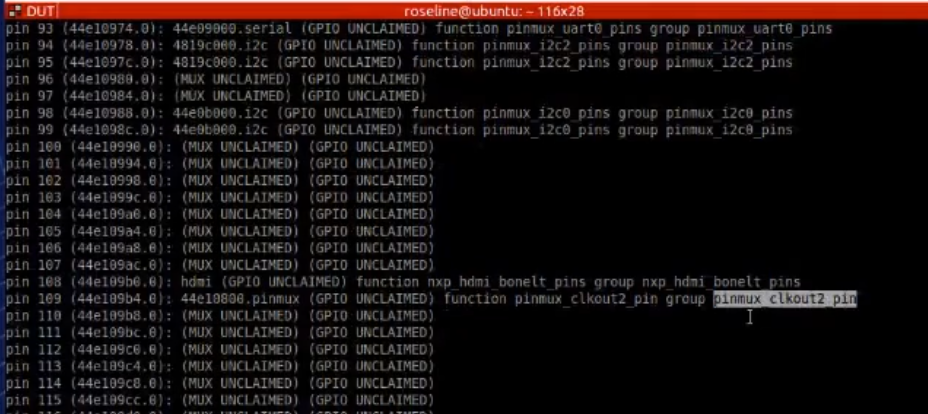 DUT
roseline@ubuntu: ~ 116x28
pin 93 (44e10974.0): 44e09000.serial (GPIO UNCLAIMED) function pinmux_uart0_pins group pinmux_uart0_pins
pin 94 (44e10978.0): 4819c000.i2c (GPIO UNCLAIMED) function pinmux_i2c2_pins group pinmux_i2c2_pins
pin 95 (44e1097c.0): 4819c000.i2c (GPIO UNCLAIMED) function pinmux_i2c2_pins group pinmux_i2c2_pins
pin 96 (44e10980.0): (MUX UNCLAIMED) (GPIO UNCLAIMED)
pin 97 (44e10984.0): (MUX UNCLAIMED) (GPIO UNCLAIMED)
pin 98 (44e10988.0): 44e0b000.i2c (GPIO UNCLAIMED) function pinmux_i2c0_pins group pinmux_i2c0_pins
pin 99 (44e1098c.0): 44e0b000.i2c (GPIO UNCLAIMED) function pinmux_i2c0_pins group pinmux_i2c0_pins
pin 100 (44e10990.0): (MUX UNCLAIMED) (GPIO UNCLAIMED)
pin 101 (44e10994.0): (MUX UNCLAIMED) (GPIO UNCLAIMED)
pin 102 (44e10998.0): (MUX UNCLAIMED) (GPIO UNCLAIMED)
pin 103 (44e1099c.0): (MUX UNCLAIMED) (GPIO UNCLAIMED)
pin 104 (44e109a0.0): (MUX UNCLAIMED) (GPIO UNCLAIMED)
pin 105 (44e109a4.0): (MUX UNCLAIMED) (GPIO UNCLAIMED)
pin 106 (44e109a8.0): (MUX UNCLAIMED) (GPIO UNCLAIMED)
pin 107 (44e109ac.0): (MUX UNCLAIMED) (GPIO UNCLAIMED)
pin 108 (44e109b0.0): hdmi (GPIO UNCLAIMED) function nxp_hdmi_bonelt_pins group nxp_hdmi_bonelt_pins
pin 109 (44e109b4.0): 44e10800.pinmux (GPIO UNCLAIMED) function pinmux_clkout2_pin group pinmux_clkout2_pin
pin 110 (44e109b8.0): (MUX UNCLAIMED) (GPIO UNCLAIMED)
pin 111 (44e109bc.0): (MUX UNCLAIMED) (GPIO UNCLAIMED)
pin 112 (44e109c0.0): (MUX UNCLAIMED) (GPIO UNCLAIMED)
pin 113 (44e109c4.0): (MUX UNCLAIMED) (GPIO UNCLAIMED)
pin 114 (44e109c8.0): (MUX UNCLAIMED) (GPIO UNCLAIMED)
pin 115 (44e109cc.0): (MUX UNCLAIMED) (GPIO UNCLAIMED)